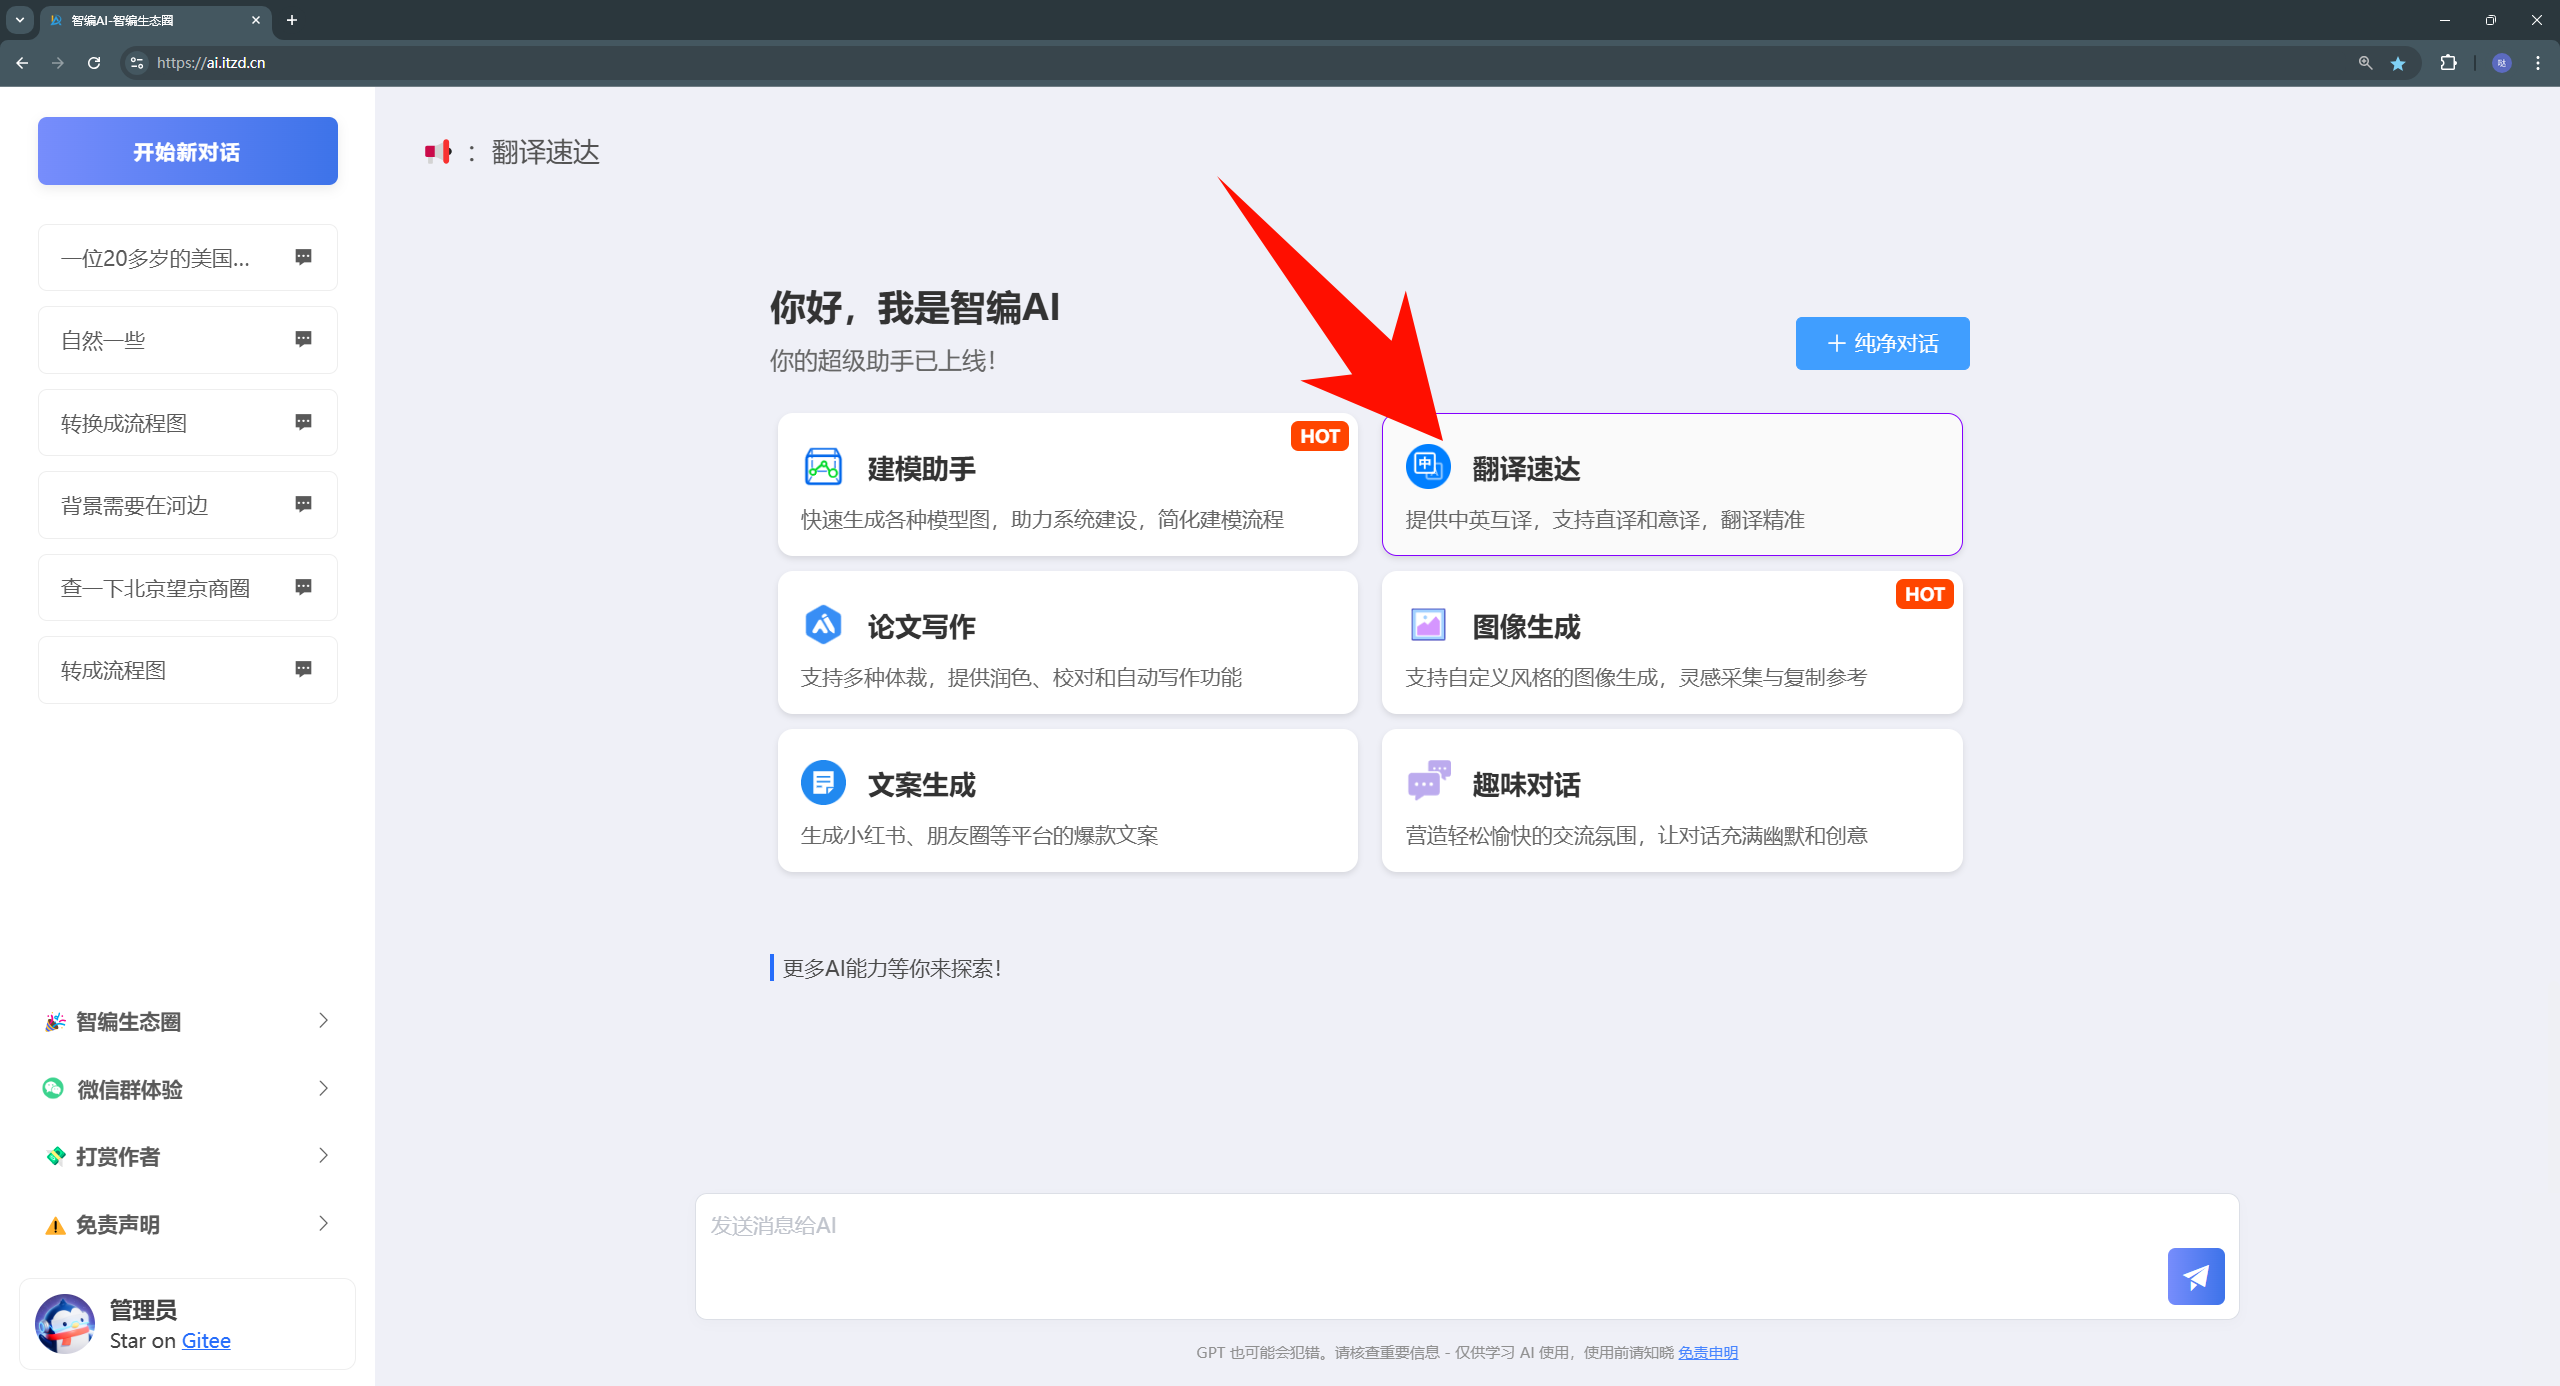 智编AI-智编生态圈
https://ai.itzd.cn
开始新对话
一位20多岁的美国...
自然一些
转换成流程图
背景需要在河边
查一下北京望京商圈
转成流程图
智编生态圈
微信群体验
打赏作者
免责声明
管理员
Star on Gitee
：翻译速达
你好，我是智编AI
你的超级助手已上线！
纯净对话
HOT
建模助手
快速生成各种模型图，助力系统建设，简化建模流程
翻译速达
提供中英互译，支持直译和意译，翻译精准
论文写作
支持多种体裁，提供润色、校对和自动写作功能
HOT
图像生成
支持自定义风格的图像生成，灵感采集与复制参考
文案生成
生成小红书、朋友圈等平台的爆款文案
趣味对话
营造轻松愉快的交流氛围，让对话充满幽默和创意
更多AI能力等你来探索！
发送消息给AI
GPT 也可能会犯错。请核查重要信息 - 仅供学习 AI 使用，使用前请知晓 免责申明